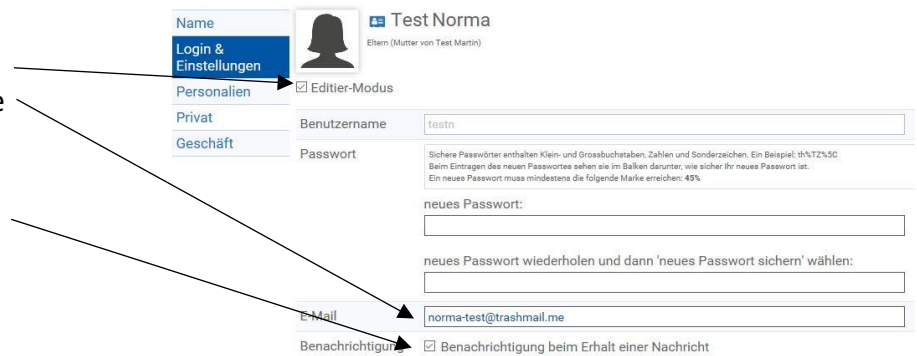 Name
Login &
Einstellungen
Personalien
Privat
Geschäft
e
Test Norma
Eltern (Mutter von Test Martin)
Editier-Modus
Benutzername
testn
Passwort
Sichere Passwörter enthalten Klein- und Grossbuchstaben, Zahlen und Sonderzeichen. Ein Beispiel: th%TZ%5C
Beim Eintragen des neuen Passwortes sehen sie im Balken darunter, wie sicher Ihr neues Passwort ist.
Ein neues Passwort muss mindestens die folgende Marke erreichen: 45%
neues Passwort:
neues Passwort wiederholen und dann 'neues Passwort sichern' wählen:
E-Mail
norma-test@trashmail.me
Benachrichtigung
Benachrichtigung beim Erhalt einer Nachricht